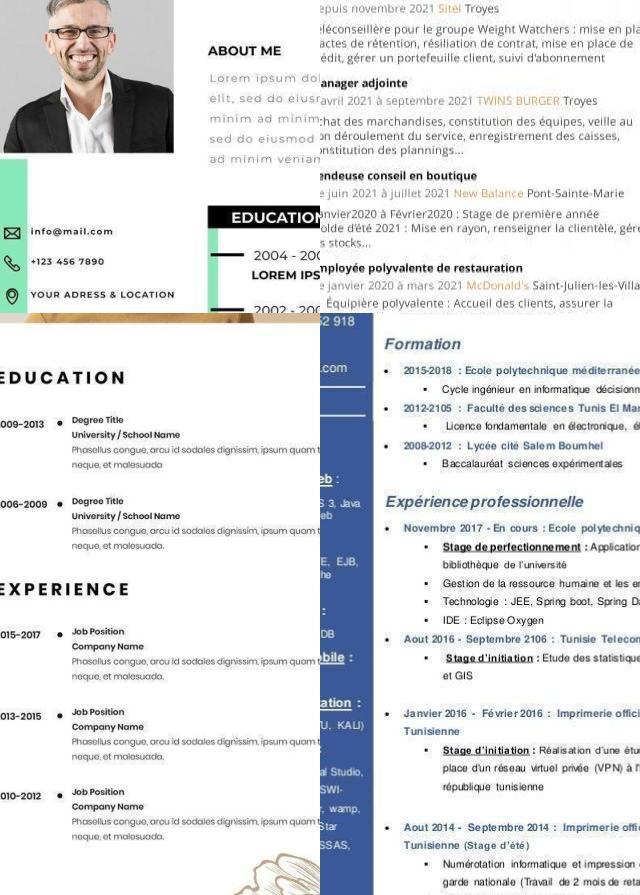 ABOUT ME
Lorem ipsum dol
elit, sed do eiusr
minim ad minim
sed do eiusmod
ad minim veniam
info@mail.com
+123 456 7890
YOUR ADRESS & LOCATION
EDUCATION
2004 - 200
LOREM IPS
2002 - 200
epuis novembre 2021 Sitel Troyes
léconseillère pour le groupe Weight Watchers : mise en pla
actes de rétention, résiliation de contrat, mise en place de
édit, gérer un portefeuille client, suivi d'abonnement
anager adjointe
avril 2021 à septembre 2021 TWINS BURGER Troyes
chat des marchandises, constitution des équipes, veille au
on déroulement du service, enregistrement des caisses,
onstitution des plannings...
endeuse conseil en boutique
e juin 2021 à juillet 2021 New Balance Pont-Sainte-Marie
anvier2020 à Février2020 : Stage de première année
olde d'été 2021 : Mise en rayon, renseigner la clientèle, gére
s stocks...
mployée polyvalente de restauration
e janvier 2020 à mars 2021 McDonald's Saint-Julien-les-Villa
Équipière polyvalente : Accueil des clients, assurer la
EDUCATION
009-2013
Degree Title
University / School Name
Phasellus congue, arcu id sodales dignissim, ipsum quam t
neque, et malesuada
006-2009
Degree Title
University / School Name
Phasellus congue, arcu id sodales dignissim, ipsum quam t
neque, et malesuada.
EXPERIENCE
015-2017
Job Position
Company Name
Phasellus congue, arcu id sodales dignissim, ipsum quam t
neque, et malesuada.
013-2015
Job Position
Company Name
Phasellus congue, arcu id sodales dignissim, ipsum quam t
neque, et malesuada.
010-2012
Job Position
Company Name
Phasellus congue, arcu id sodales dignissim, ipsum quam t
neque, et malesuada.
52 918
.com
eb :
S 3, Java
eb
E, EJB,
he
:
DB
obile :
ation :
U, KALI)
al Studio,
SWI-
r, wamp,
Star
SSAS,
Formation
2015-2018 : Ecole polytechnique méditerranée
Cycle ingénieur en informatique décisionn
2012-2105 : Faculté des sciences Tunis El Mar
Licence fondamentale en électronique, él
2008-2012 : Lycée cité Salem Boumhel
Baccalauréat sciences expérimentales
Expérience professionnelle
Novembre 2017 - En cours : Ecole polytechniq
Stage de perfectionnement : Application
bibliothèque de l'université
Gestion de la ressource humaine et les en
Technologie : JEE, Spring boot, Spring Da
IDE : Eclipse Oxygen
Aout 2016 - Septembre 2106 : Tunisie Telecom
Stage d'initiation : Etude des statistique
et GIS
Janvier 2016 - Février 2016 : Imprimerie offici
Tunisienne
Stage d'initiation : Réalisation d'une étu
place d'un réseau virtuel privée (VPN) à l'I
république tunisienne
Aout 2014 - Septembre 2014 : Imprimerie offic
Tunisienne (Stage d'été)
Numérotation informatique et impression d
garde nationale (Travail de 2 mois de reta